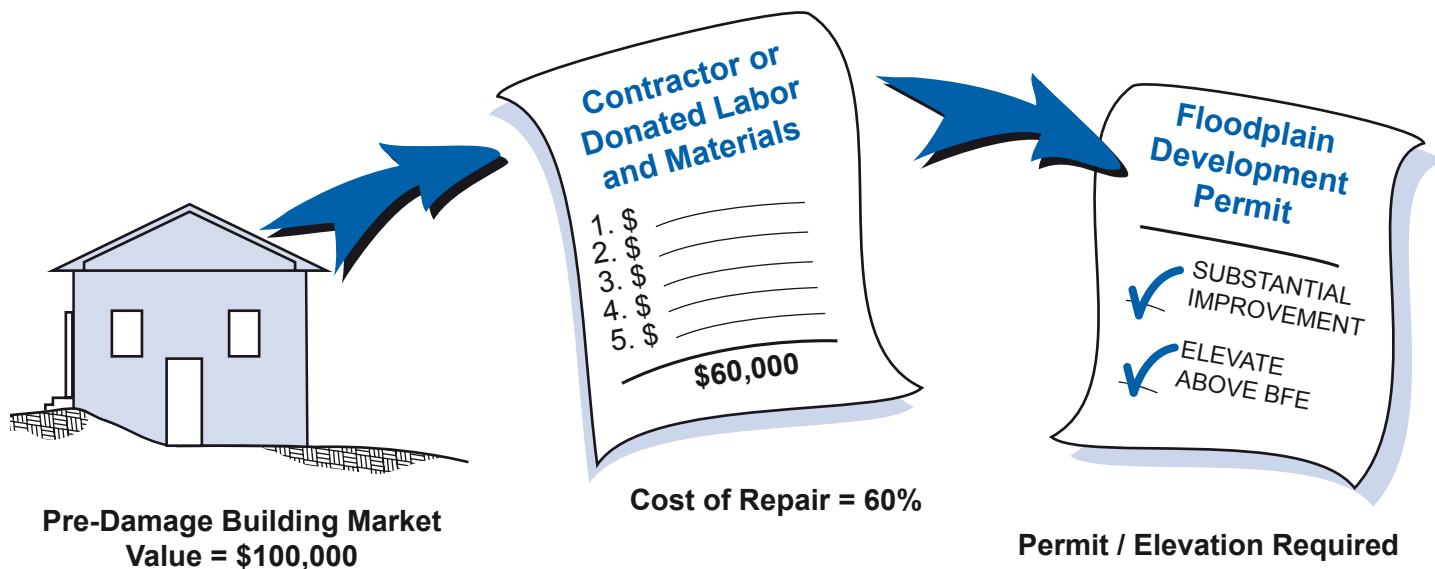 Contractor or
Donated Labor
and Materials
1. $
2. $
3. $
4. $
5. $
$60,000
Floodplain
Development
Permit
SUBSTANTIAL
IMPROVEMENT
ELEVATE
ABOVE BFE
Pre-Damage Building Market
Value = $100,000
Cost of Repair = 60%
Permit / Elevation Required